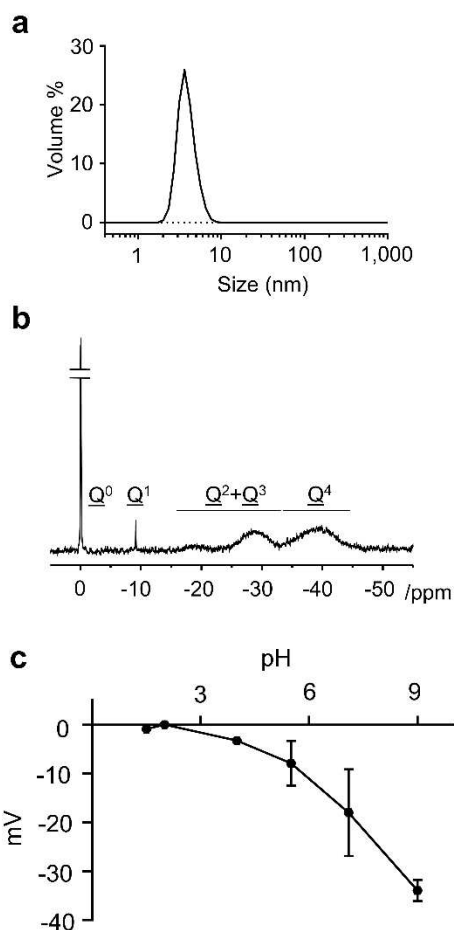 a
30
20
10
0
Volume %
1 10 100 1,000
Size (nm)
b
Q⁰ Q¹ Q²+Q³ Q⁴
0 -10 -20 -30 -40 -50 /ppm
c
pH
3 6 9
0
-10
-20
-30
-40
mV